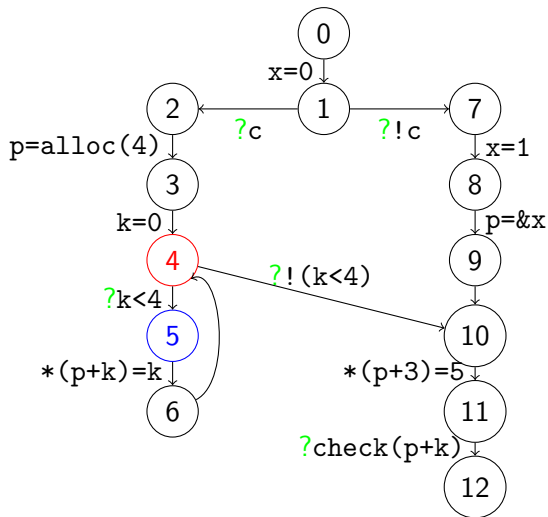 0
x=0
2 1 7
?c ?!c
p=alloc(4) x=1
3 8
k=0 p=&x
4 9
?!(k<4)
?k<4
5 10
*(p+k)=k *(p+3)=5
6 11
?check(p+k)
12